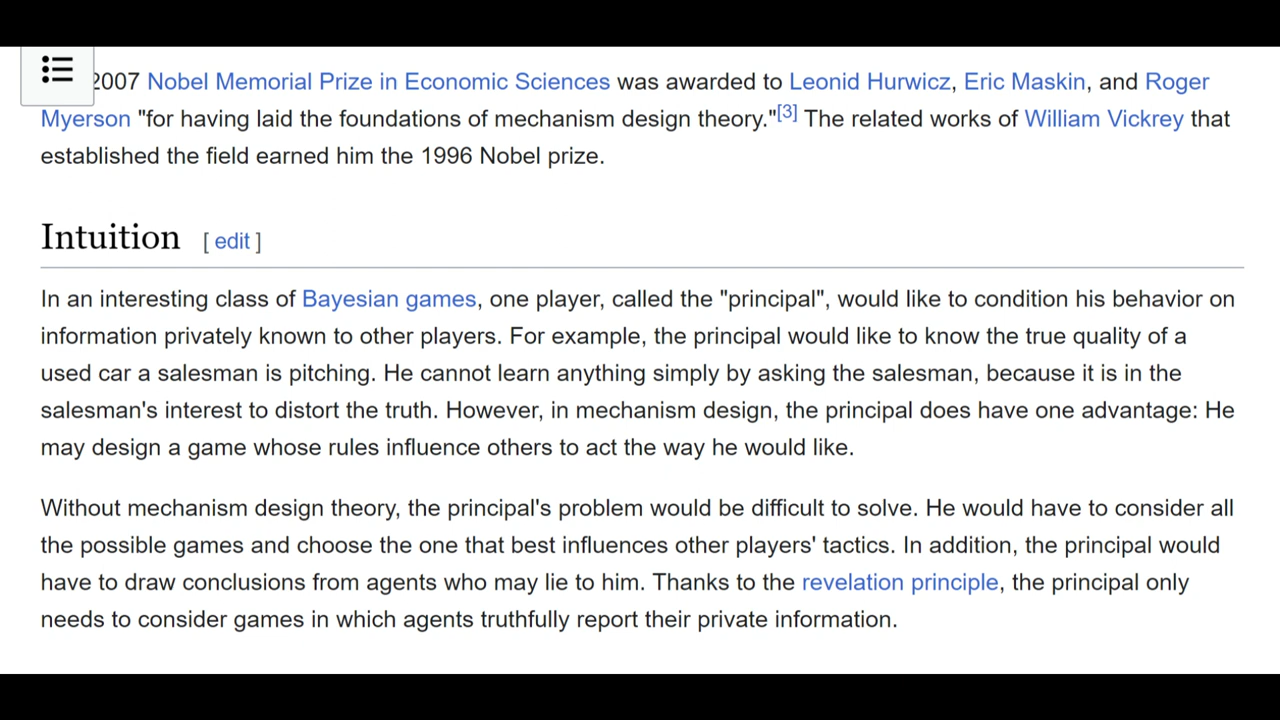 2007 Nobel Memorial Prize in Economic Sciences was awarded to Leonid Hurwicz, Eric Maskin, and Roger
Myerson "for having laid the foundations of mechanism design theory."[3] The related works of William Vickrey that
established the field earned him the 1996 Nobel prize.
Intuition [ edit ]
In an interesting class of Bayesian games, one player, called the "principal", would like to condition his behavior on
information privately known to other players. For example, the principal would like to know the true quality of a
used car a salesman is pitching. He cannot learn anything simply by asking the salesman, because it is in the
salesman's interest to distort the truth. However, in mechanism design, the principal does have one advantage: He
may design a game whose rules influence others to act the way he would like.
Without mechanism design theory, the principal's problem would be difficult to solve. He would have to consider all
the possible games and choose the one that best influences other players' tactics. In addition, the principal would
have to draw conclusions from agents who may lie to him. Thanks to the revelation principle, the principal only
needs to consider games in which agents truthfully report their private information.